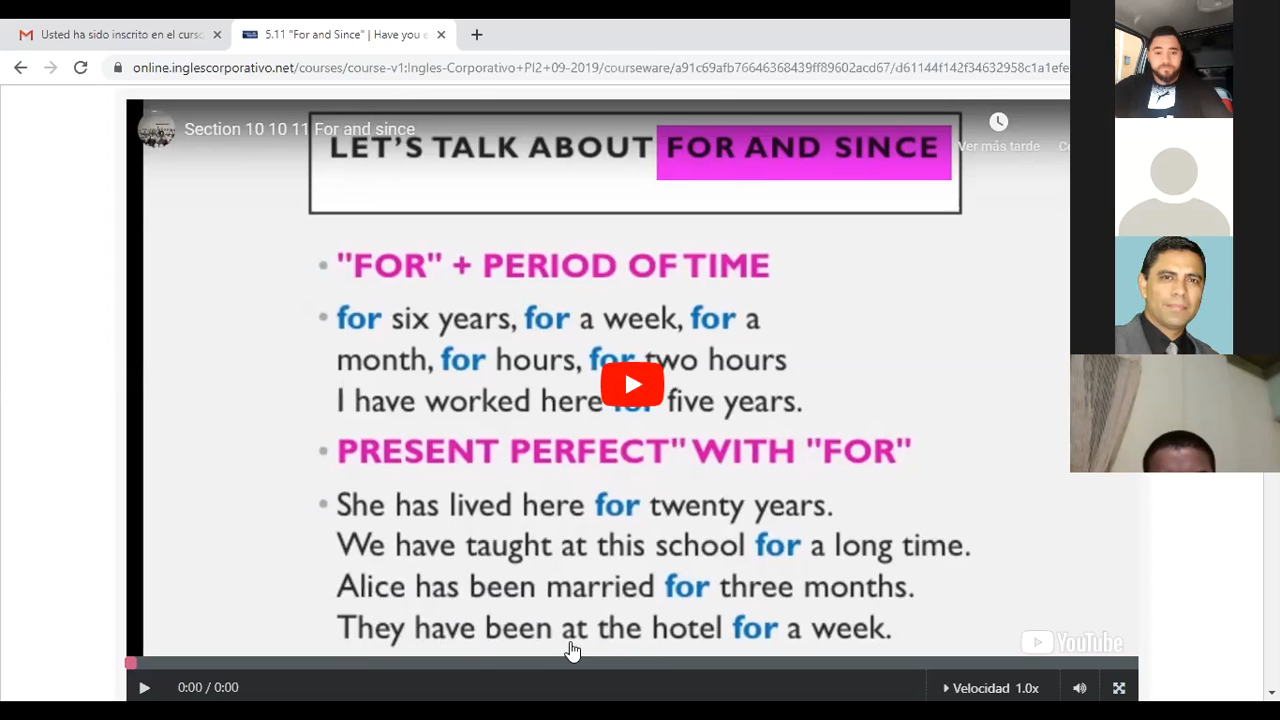 Usted ha sido inscrito en el curso
5.11 "For and Since" | Have you e
online.inglescorporativo.net/courses/course-v1:Ingles-Corporativo+PI2+09-2019/courseware/a91c69afb76646368439ff89602acd67/d61144f142f34632958c1a1efe
Section 10 10 11 For and since
LET'S TALK ABOUT FOR AND SINCE
Ver más tarde
"FOR" + PERIOD OF TIME
for six years, for a week, for a
month, for hours, for two hours
I have worked here for five years.
PRESENT PERFECT" WITH "FOR"
She has lived here for twenty years.
We have taught at this school for a long time.
Alice has been married for three months.
They have been at the hotel for a week.
YouTube
0:00 / 0:00
Velocidad 1.0x